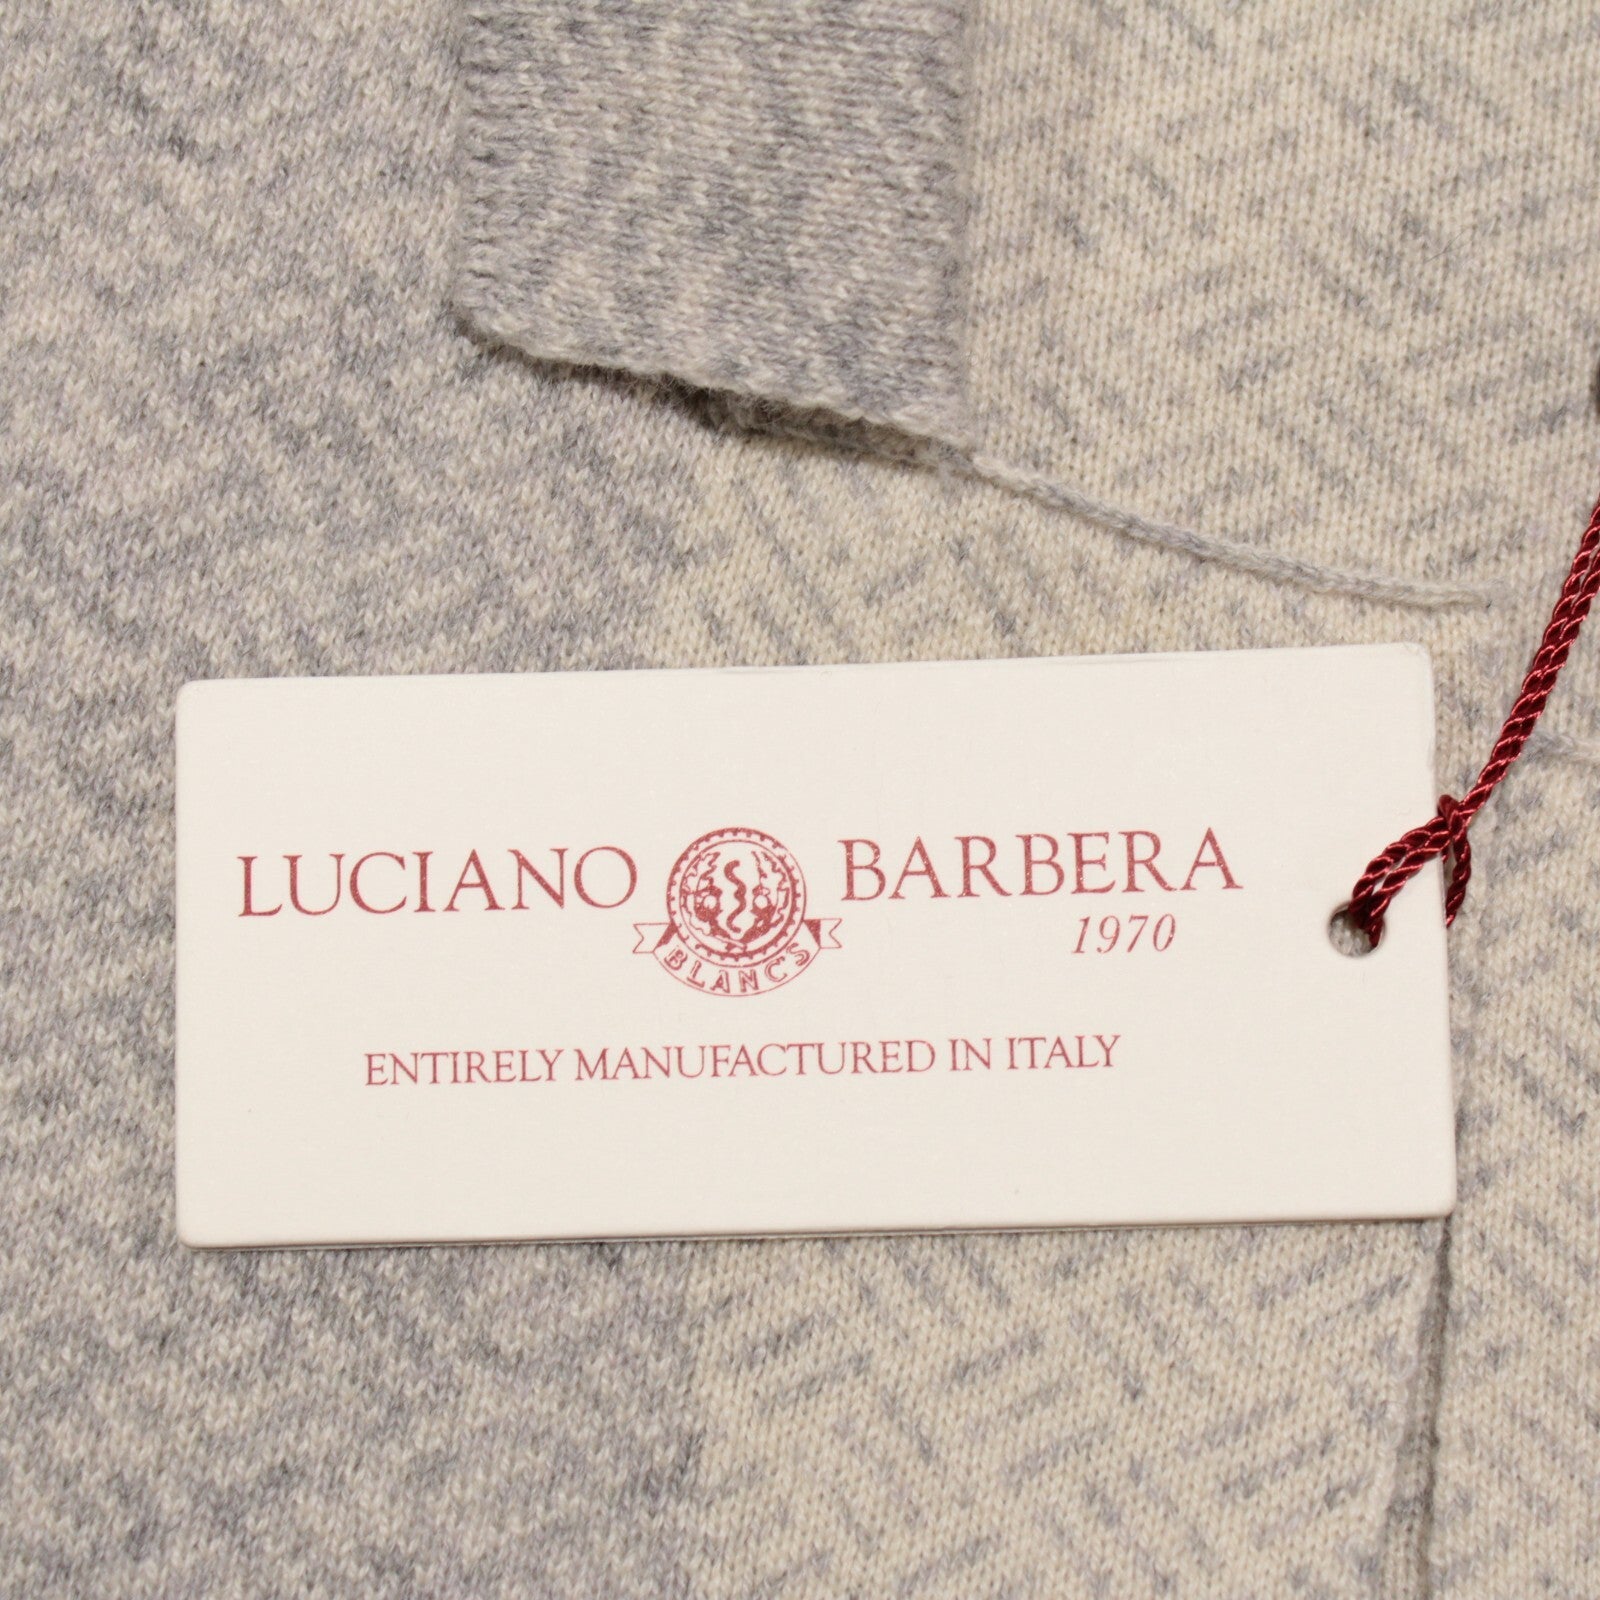 LUCIANO BARBERA
1970
BLANCS
ENTIRELY MANUFACTURED IN ITALY